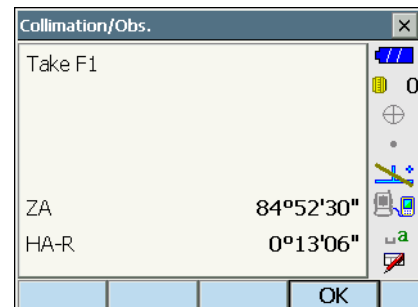 Collimation/Obs.
Take F1
0
ZA 84°52'30"
HA-R 0°13'06"
a
OK